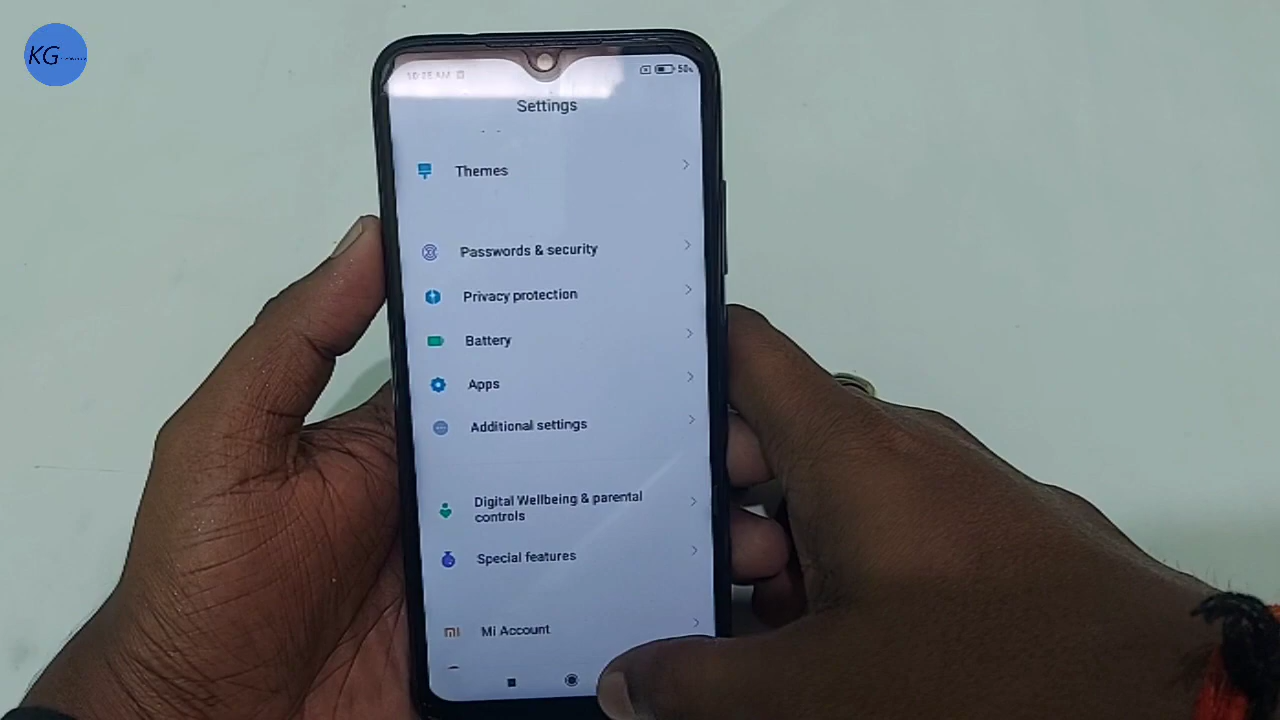 KG
50%
Settings
Themes
Passwords & security
Privacy protection
Battery
Apps
Additional settings
Digital Wellbeing & parental
controls
Special features
Mi Account